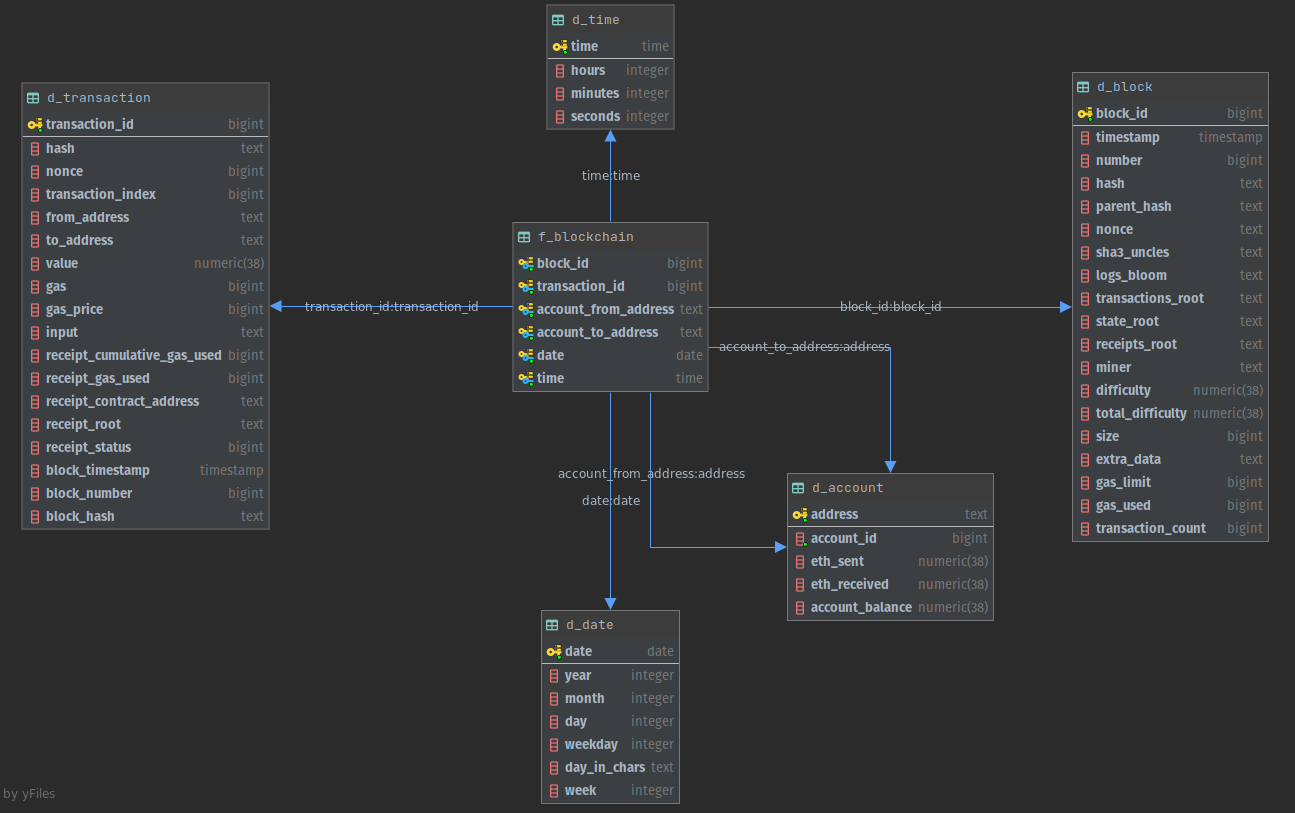 d_time
time time
hours integer
minutes integer
seconds integer
d_transaction
transaction_id bigint
hash text
nonce bigint
transaction_index bigint
from_address text
to_address text
value numeric(38)
gas bigint
gas_price bigint
input text
receipt_cumulative_gas_used bigint
receipt_gas_used bigint
receipt_contract_address text
receipt_root text
receipt_status bigint
block_timestamp timestamp
block_number bigint
block_hash text
time:time
f_blockchain
block_id bigint
transaction_id bigint
account_from_address text
account_to_address text
date date
time time
transaction_id:transaction_id
block_id:block_id
account_to_address:address
account_from_address:address
date:date
d_block
block_id bigint
timestamp timestamp
number bigint
hash text
parent_hash text
nonce text
sha3_uncles text
logs_bloom text
transactions_root text
state_root text
receipts_root text
miner text
difficulty numeric(38)
total_difficulty numeric(38)
size bigint
extra_data text
gas_limit bigint
gas_used bigint
transaction_count bigint
d_account
address text
account_id bigint
eth_sent numeric(38)
eth_received numeric(38)
account_balance numeric(38)
d_date
date date
year integer
month integer
day integer
weekday integer
day_in_chars text
week integer
by yFiles